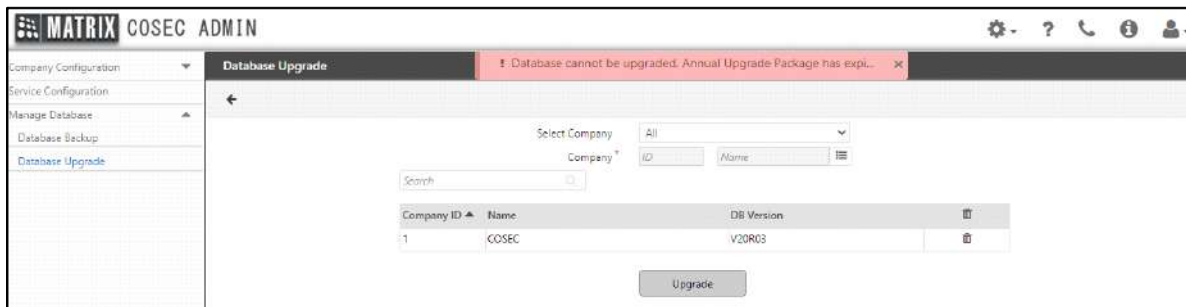 MATRIX COSEC ADMIN
Company Configuration
Service Configuration
Manage Database
Database Backup
Database Upgrade
Database Upgrade
! Database cannot be upgraded. Annual Upgrade Package has expi... ×
Select Company All
Company * ID Name
Search
Company ID Name DB Version
1 COSEC V20R03
Upgrade